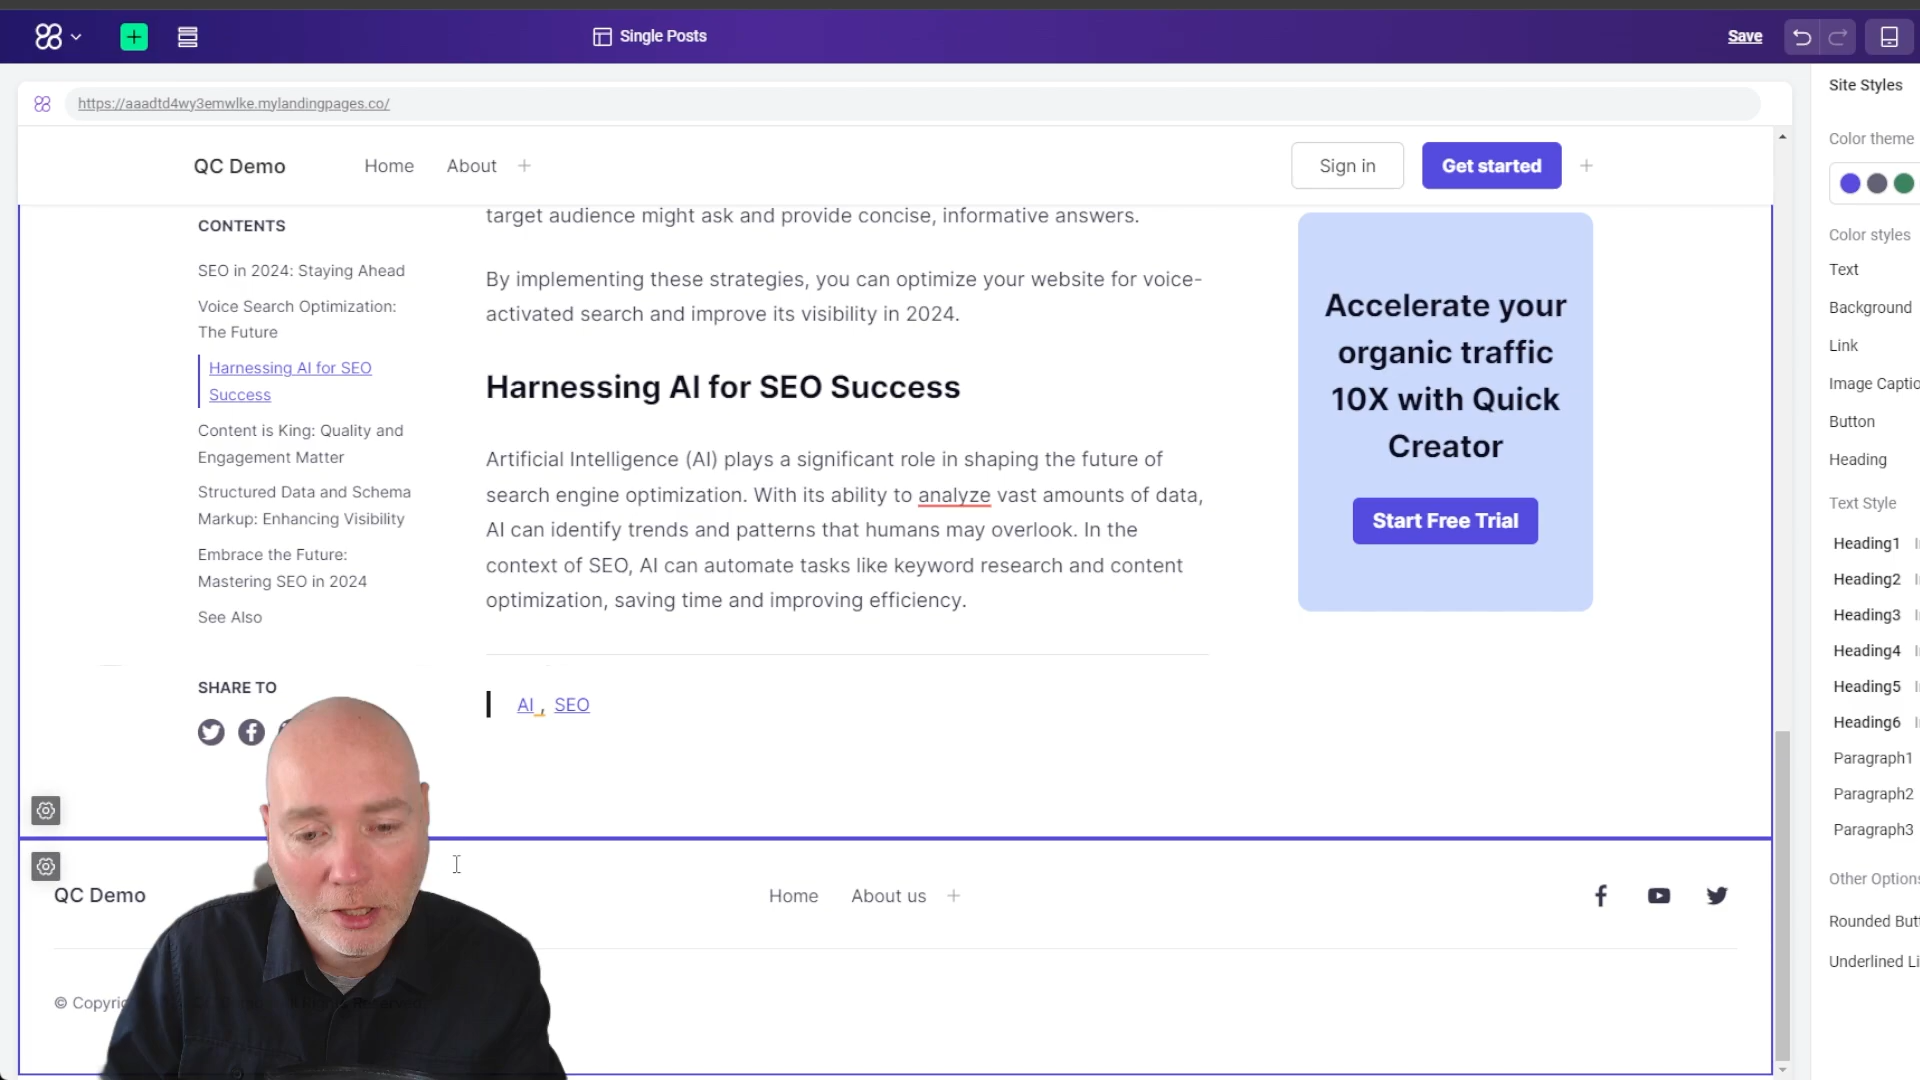 Single Posts
Save
https://aaadtd4wy3emwlke.mylandingpages.co/
QC Demo
Home
About
Sign in
Get started
CONTENTS
SEO in 2024: Staying Ahead
Voice Search Optimization:
The Future
Harnessing AI for SEO
Success
Content is King: Quality and
Engagement Matter
Structured Data and Schema
Markup: Enhancing Visibility
Embrace the Future:
Mastering SEO in 2024
See Also
SHARE TO
target audience might ask and provide concise, informative answers.
By implementing these strategies, you can optimize your website for voice-
activated search and improve its visibility in 2024.
Harnessing AI for SEO Success
Artificial Intelligence (AI) plays a significant role in shaping the future of
search engine optimization. With its ability to analyze vast amounts of data,
AI can identify trends and patterns that humans may overlook. In the
context of SEO, AI can automate tasks like keyword research and content
optimization, saving time and improving efficiency.
AI , SEO
Accelerate your
organic traffic
10X with Quick
Creator
Start Free Trial
QC Demo
Home
About us
©
Site Styles
Color theme
Color styles
Text
Background
Link
Image
Button
Heading
Text Style
Heading1
Heading2
Heading3
Heading4
Heading5
Heading6
Paragraph1
Paragraph2
Paragraph3
Other Options
Rounded
Underlined